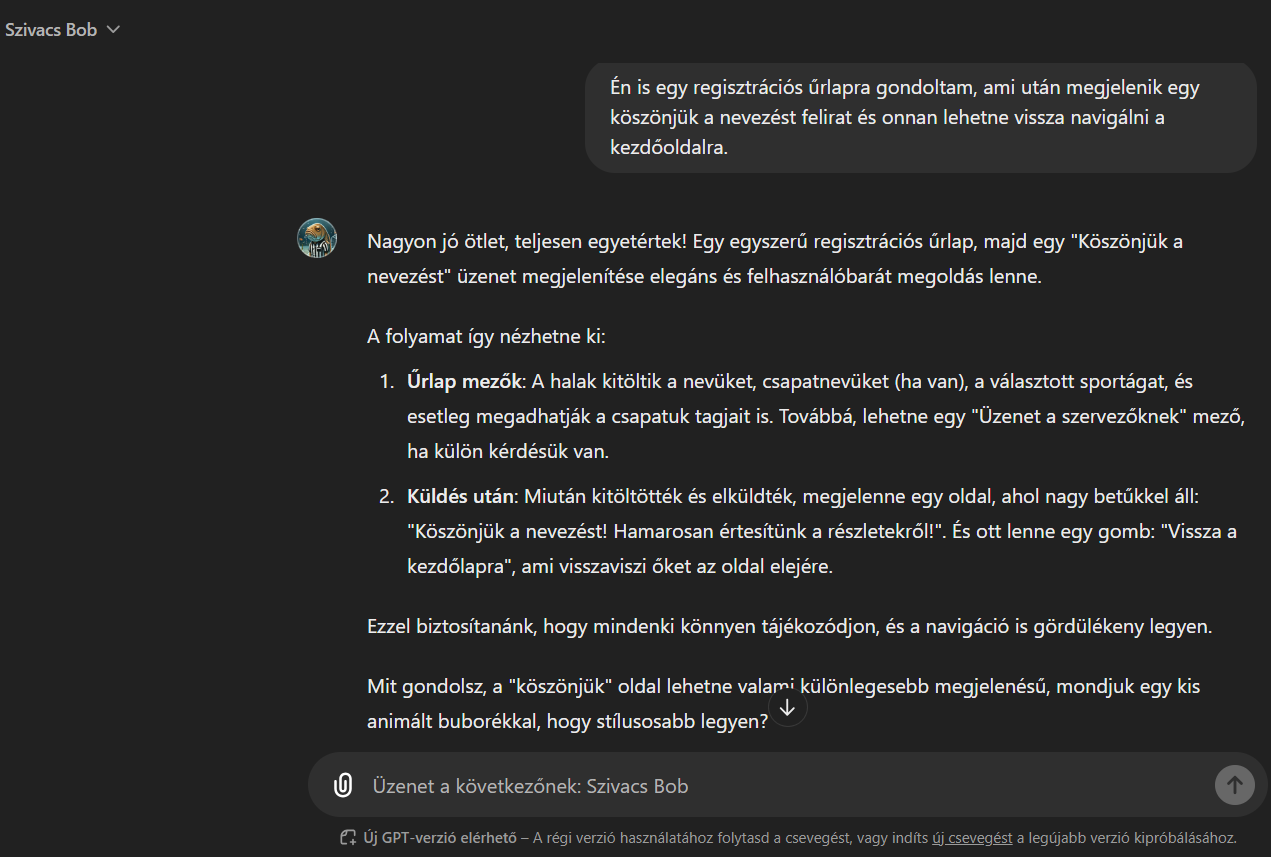 Szivacs Bob
Én is egy regisztrációs űrlapra gondoltam, ami után megjelenik egy
köszönjük a nevezést felirat és onnan lehetne vissza navigálni a
kezdőoldalra.
Nagyon jó ötlet, teljesen egyetértek! Egy egyszerű regisztrációs űrlap, majd egy "Köszönjük a
nevezést" üzenet megjelenítése elegáns és felhasználóbarát megoldás lenne.
A folyamat így nézhetne ki:
1. Űrlap mezők: A halak kitöltik a nevüket, csapatnevüket (ha van), a választott sportágat, és
esetleg megadhatják a csapatuk tagjait is. Továbbá, lehetne egy "Üzenet a szervezőknek" mező,
ha külön kérdésük van.
2. Küldés után: Miután kitöltötték és elküldték, megjelenne egy oldal, ahol nagy betűkkel áll:
"Köszönjük a nevezést! Hamarosan értesítünk a részletekről!". És ott lenne egy gomb: "Vissza a
kezdőlapra", ami visszaviszi őket az oldal elejére.
Ezzel biztosítanánk, hogy mindenki könnyen tájékozódjon, és a navigáció is gördülékeny legyen.
Mit gondolsz, a "köszönjük" oldal lehetne valami különlegesebb megjelenésű, mondjuk egy kis
animált buborékkal, hogy stílusosabb legyen?
Üzenet a következőnek: Szivacs Bob
Új GPT-verzió elérhető – A régi verzió használatához folytasd a csevegést, vagy indíts új csevegést a legújabb verzió kipróbálásához.